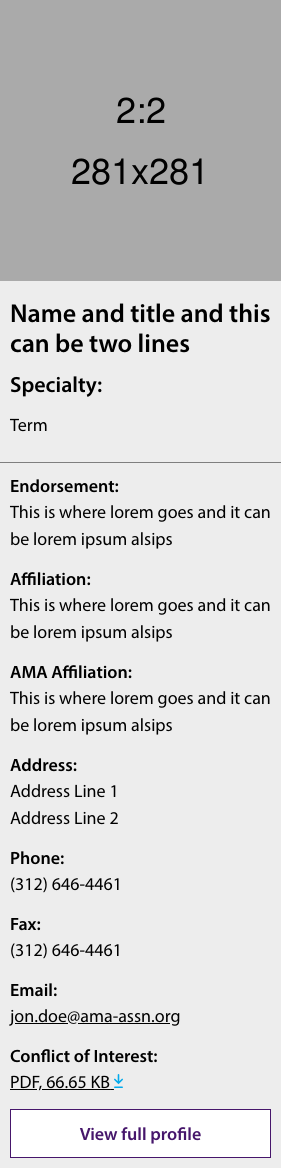 2:2
281x281
Name and title and this
can be two lines
Specialty:
Term
Endorsement:
This is where lorem goes and it can
be lorem ipsum alsips
Affiliation:
This is where lorem goes and it can
be lorem ipsum alsips
AMA Affiliation:
This is where lorem goes and it can
be lorem ipsum alsips
Address:
Address Line 1
Address Line 2
Phone:
(312) 646-4461
Fax:
(312) 646-4461
Email:
jon.doe@ama-assn.org
Conflict of Interest:
PDF, 66.65 KB
View full profile